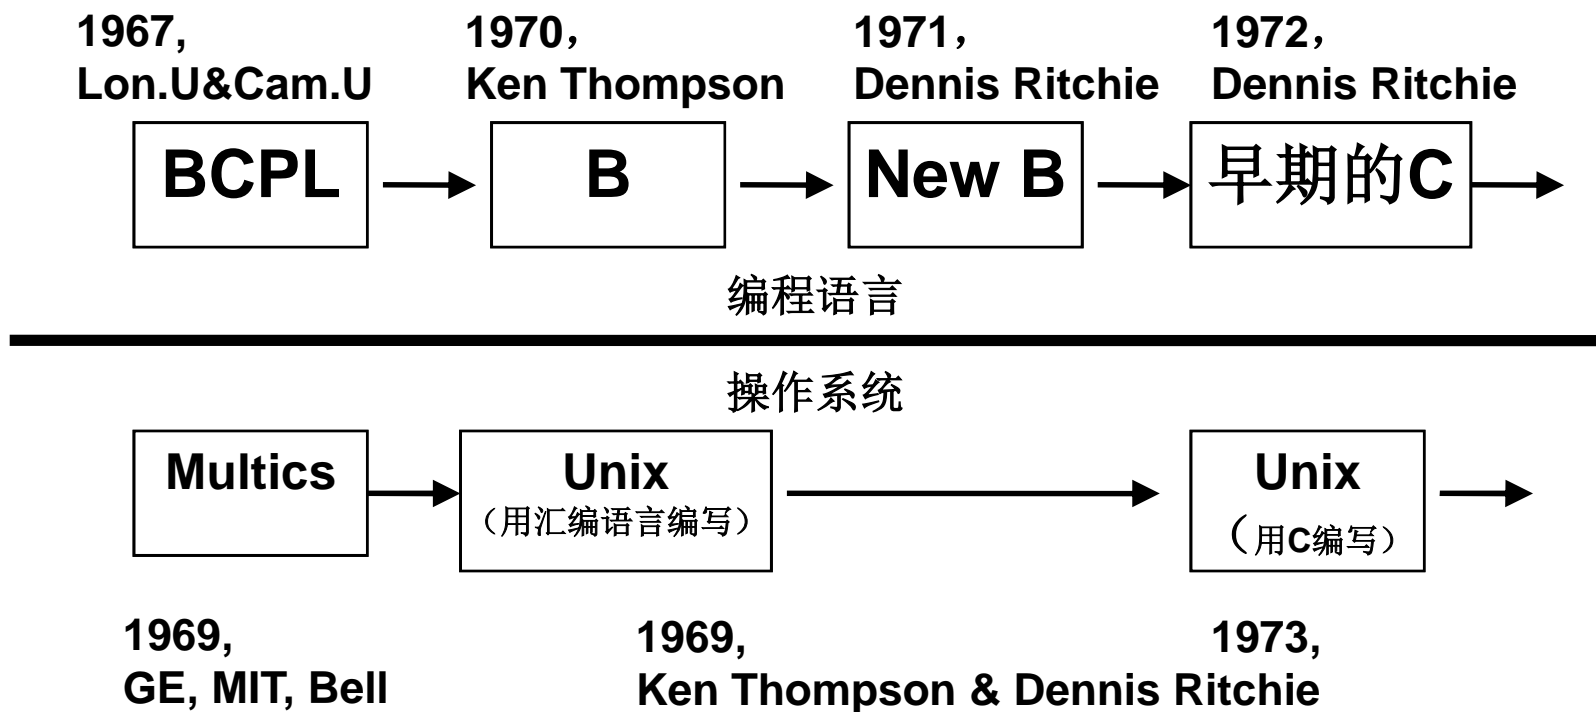 1967,
Lon.U&Cam.U
1970，
Ken Thompson
1971，
Dennis Ritchie
1972，
Dennis Ritchie
BCPL
B
New B
早期的C
编程语言
操作系统
Multics
Unix
（用汇编语言编写）
Unix
（用C编写）
1969,
GE, MIT, Bell
1969,
1973,
Ken Thompson & Dennis Ritchie